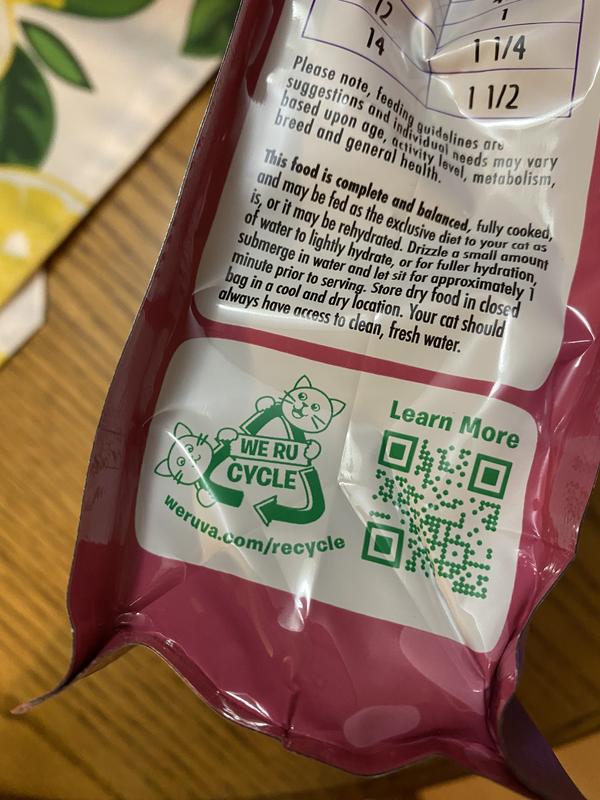 12
1
14
1 1/4
1 1/2
Please note, feeding guidelines are
suggestions and individual needs may vary
based upon age, activity level, metabolism,
breed and general health.
This food is complete and balanced, fully cooked,
and may be fed as the exclusive diet to your cat as
is, or it may be rehydrated. Drizzle a small amount
of water to lightly hydrate, or for fuller hydration,
submerge in water and let sit for approximately 1
minute prior to serving. Store dry food in closed
bag in a cool and dry location. Your cat should
always have access to clean, fresh water.
WE RU
CYCLE
weruva.com/recycle
Learn More